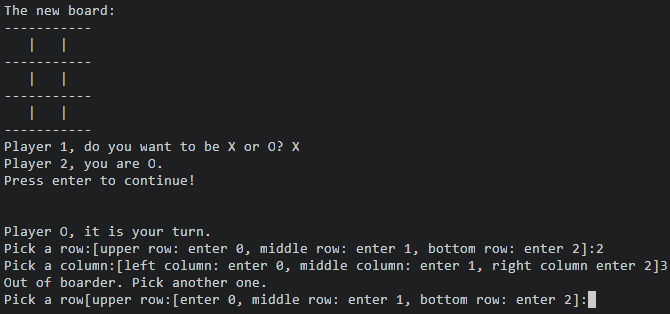 The new board:
-----------
   |   |
-----------
   |   |
-----------
   |   |
-----------
Player 1, do you want to be X or O? X
Player 2, you are O.
Press enter to continue!
Player O, it is your turn.
Pick a row:[upper row: enter 0, middle row: enter 1, bottom row: enter 2]:2
Pick a column:[left column: enter 0, middle column: enter 1, right column enter 2]3
Out of boarder. Pick another one.
Pick a row[upper row:[enter 0, middle row: enter 1, bottom row: enter 2]: